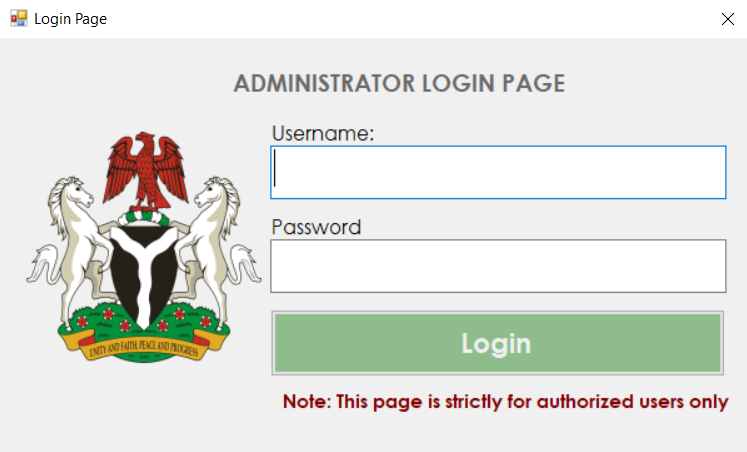 Login Page
ADMINISTRATOR LOGIN PAGE
Username:
Password
UNITY AND FAITH, PEACE AND PROGRESS
Login
Note: This page is strictly for authorized users only